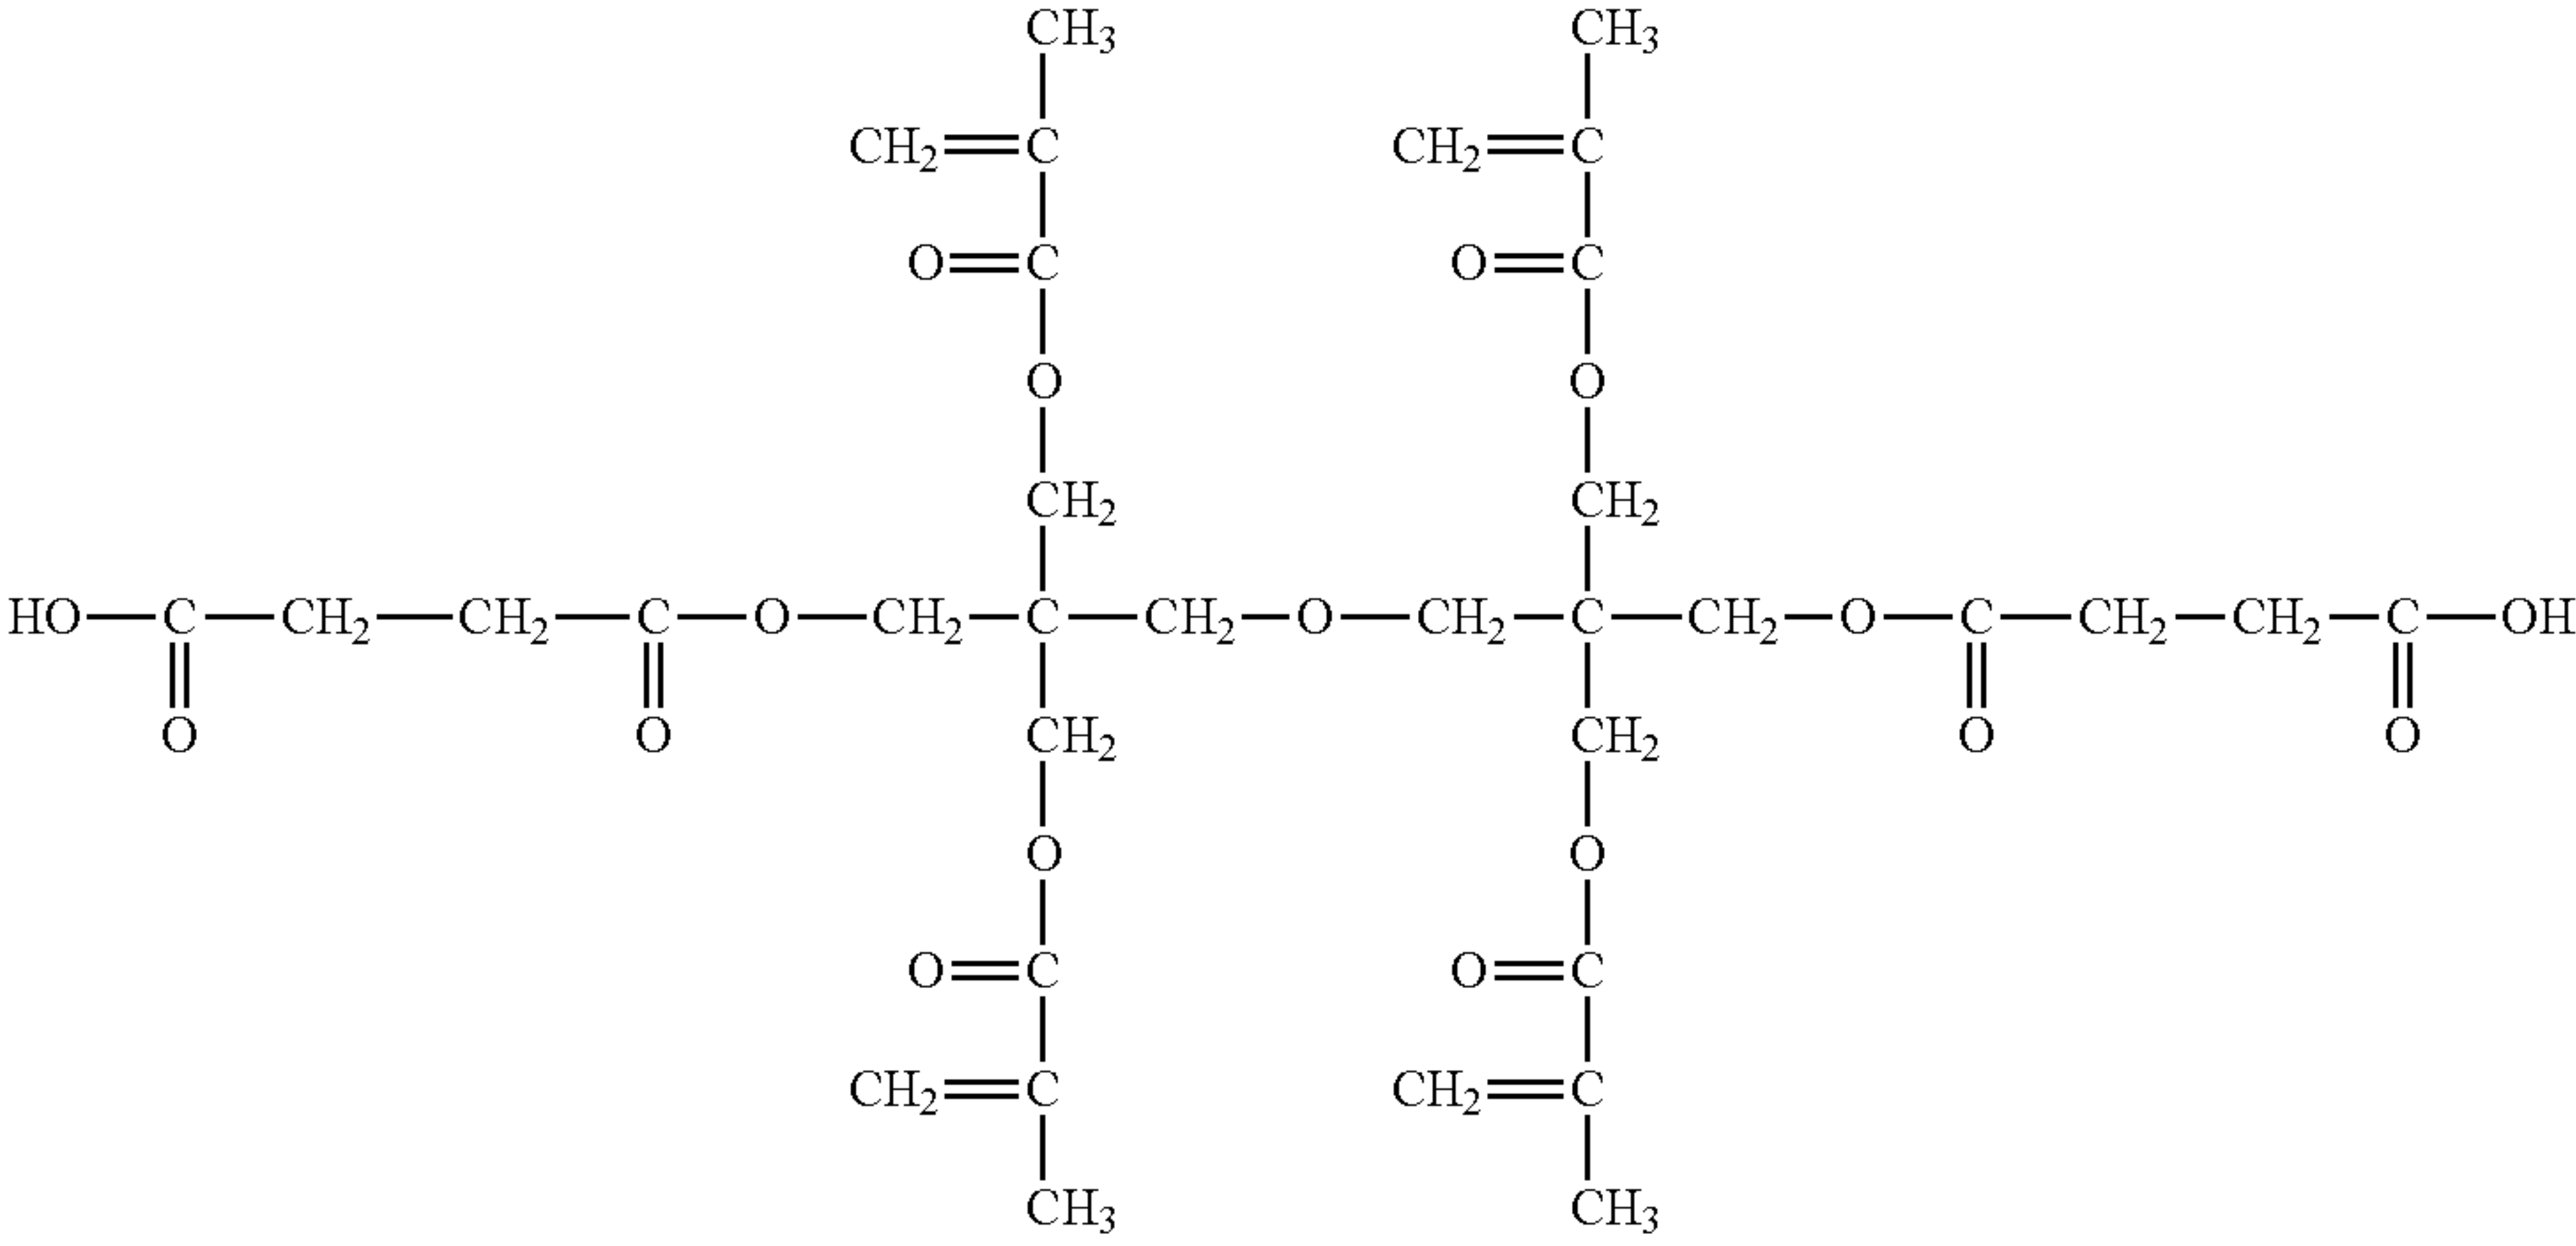 CH₃ CH₃
CH₂ C CH₂ C
O C O C
O O
CH₂ CH₂
HO C CH₂ CH₂ C O CH₂ C CH₂ O CH₂ C CH₂ O C CH₂ CH₂ C OH
O O CH₂ CH₂ O O
O O
O C O C
CH₂ C CH₂ C
CH₃ CH₃